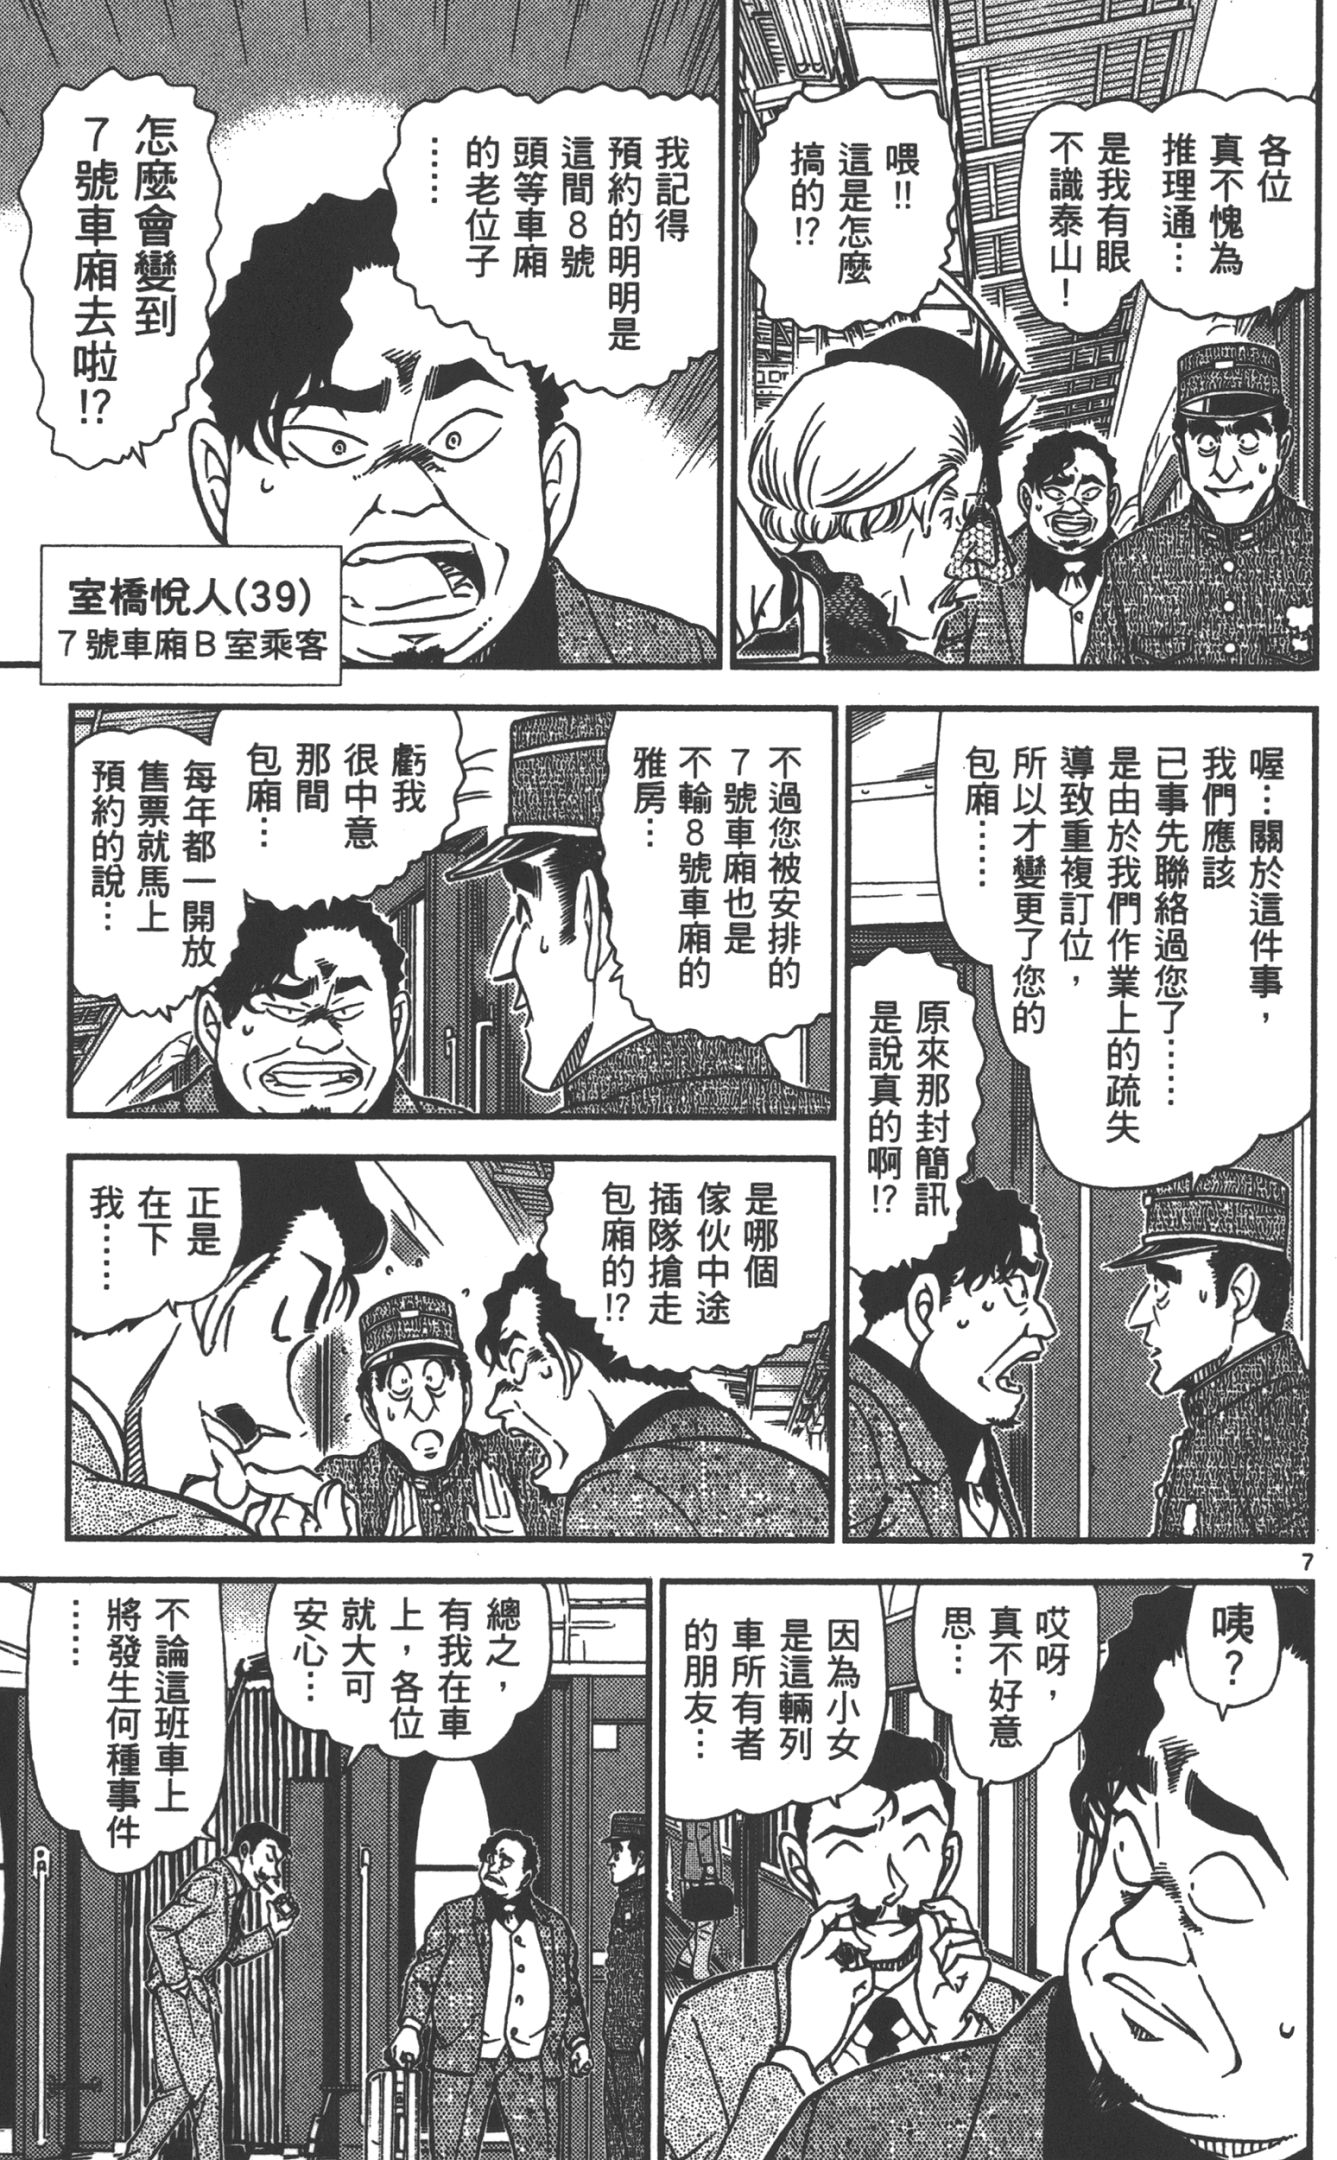 各位
真不愧為
推理通…
是我有眼
不識泰山！
喂!!
這是怎麼
搞的!?
我記得
預約的明明是
這間8號
頭等車廂
的老位子
……
怎麼會變到
7號車廂去啦!?
室橋悅人(39)
7號車廂B室乘客
喔…關於這件事，
我們應該
已事先聯絡過您了……
是由於我們作業上的疏失
導致重複訂位，
所以才變更了您的
包廂……
原來那封簡訊
是說真的啊!?
不過您被安排的
7號車廂也是
不輸8號車廂的
雅房…
虧我
很中意
那間
包廂…
每年都一開放
售票就馬上
預約的說…
是哪個
傢伙中途
插隊搶走
包廂的!?
正是
在下
我……
7
咦？
哎呀，
真不好意
思…
因為小女
是這輛列
車所有者
的朋友…
總之，
有我在車
上，各位
就大可
安心…
不論這班車上
將發生何種事件
……